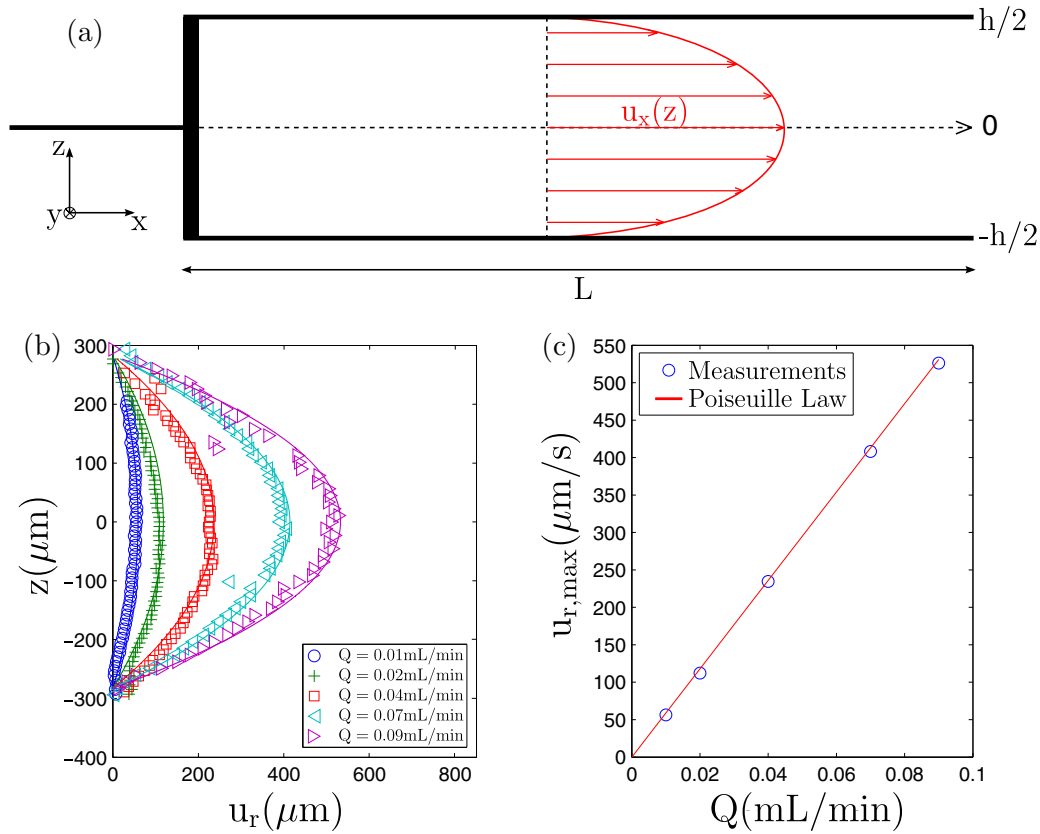 (a)
h/2
u_x(z)
0
z
y
x
-h/2
L
(b)
300
200
100
0
-100
-200
-300
-400
z(μm)
Q = 0.01mL/min
Q = 0.02mL/min
Q = 0.04mL/min
Q = 0.07mL/min
Q = 0.09mL/min
0 200 400 600 800
u_r(μm)
(c)
550
500
450
400
350
300
250
200
150
100
50
0
u_{r,max}(μm/s)
Measurements
Poiseuille Law
0 0.02 0.04 0.06 0.08 0.1
Q(mL/min)